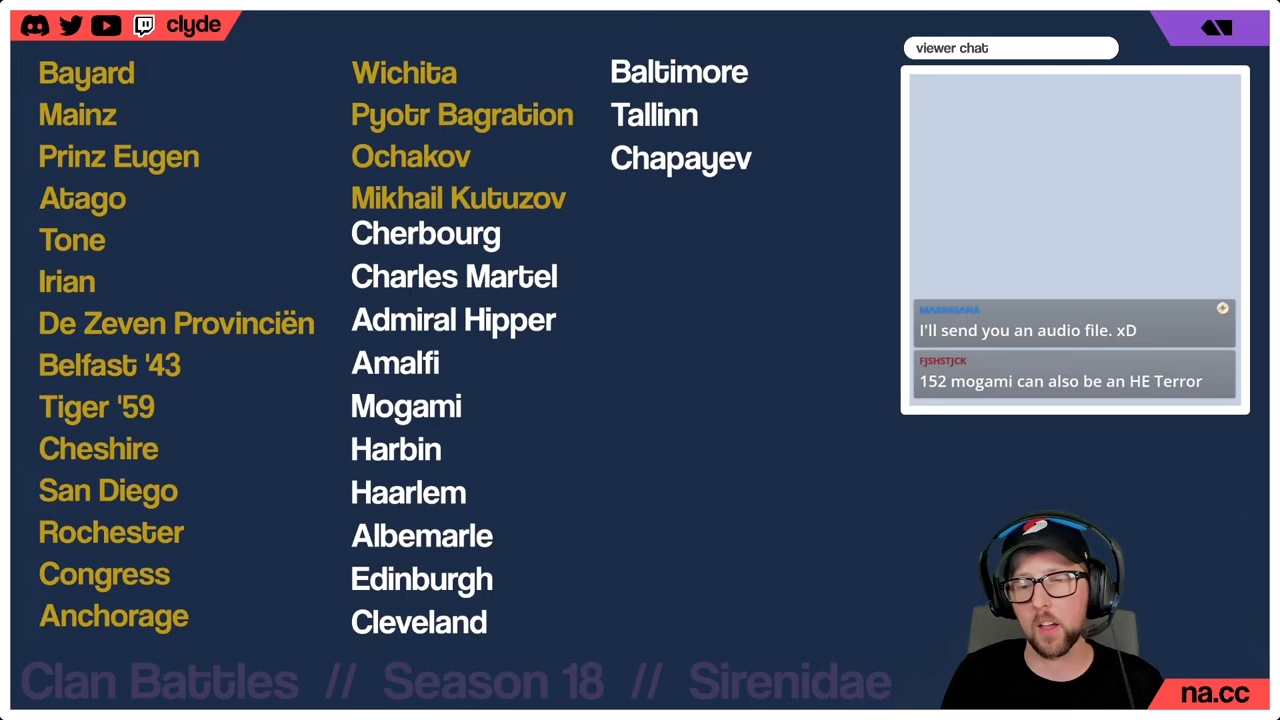 clyde
Bayard
Mainz
Prinz Eugen
Atago
Tone
Irian
De Zeven Provinciën
Belfast '43
Tiger '59
Cheshire
San Diego
Rochester
Congress
Anchorage
Wichita
Pyotr Bagration
Ochakov
Mikhail Kutuzov
Cherbourg
Charles Martel
Admiral Hipper
Amalfi
Mogami
Harbin
Haarlem
Albemarle
Edinburgh
Cleveland
Baltimore
Tallinn
Chapayev
viewer chat
I'll send you an audio file. xD
FJSHSTJCK
152 mogami can also be an HE Terror
Clan Battles // Season 18 // Sirenidae
na.cc